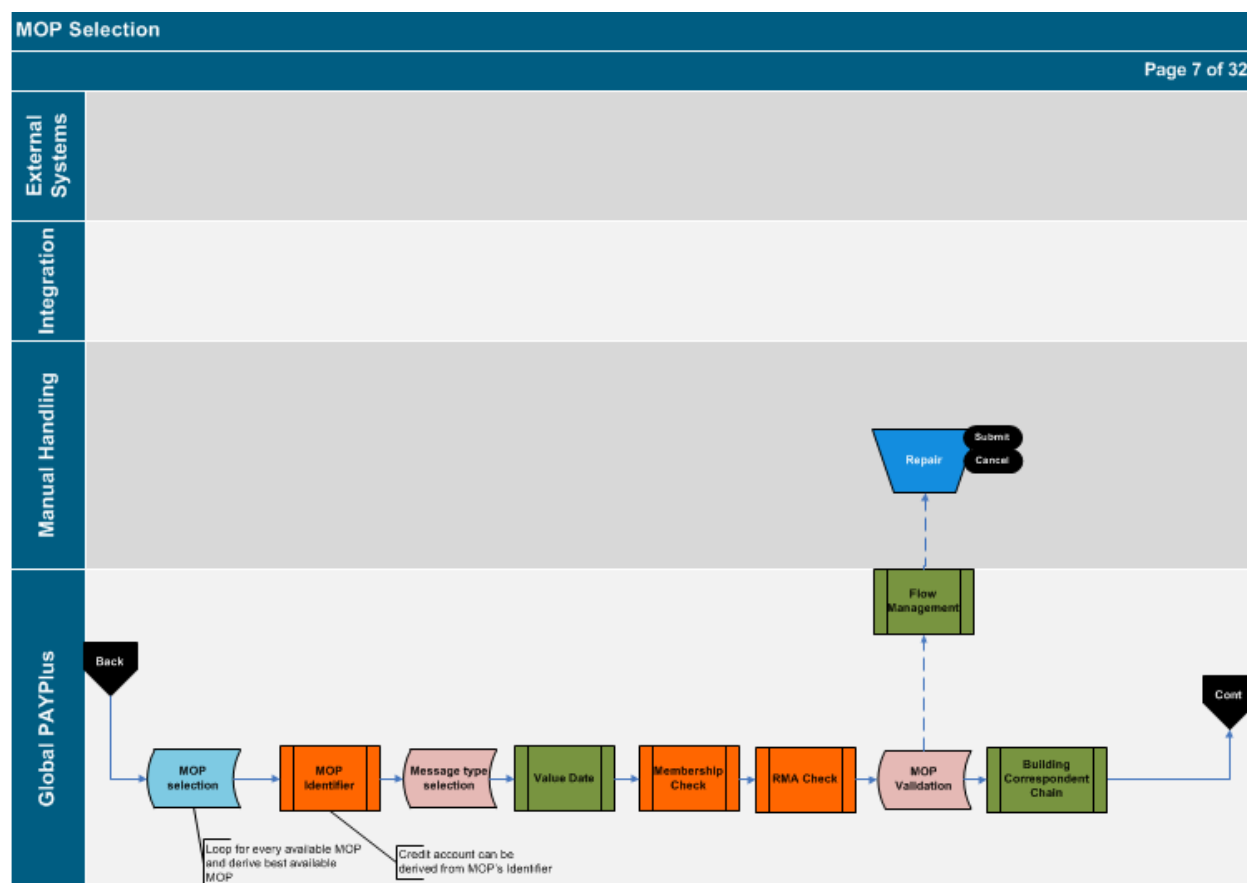 MOP Selection
Page 7 of 32
External
Systems
Integration
Manual Handling
Submit
Repair
Cancel
Flow
Management
Global PAYPlus
Back
Cont
MOP
selection
MOP
Identifier
Message type
selection
Value Date
Membership
Check
RMA Check
MOP
Validation
Building
Correspondent
Chain
Loop for every available MOP
and derive best available
MOP
Credit account can be
derived from MOP's Identifier